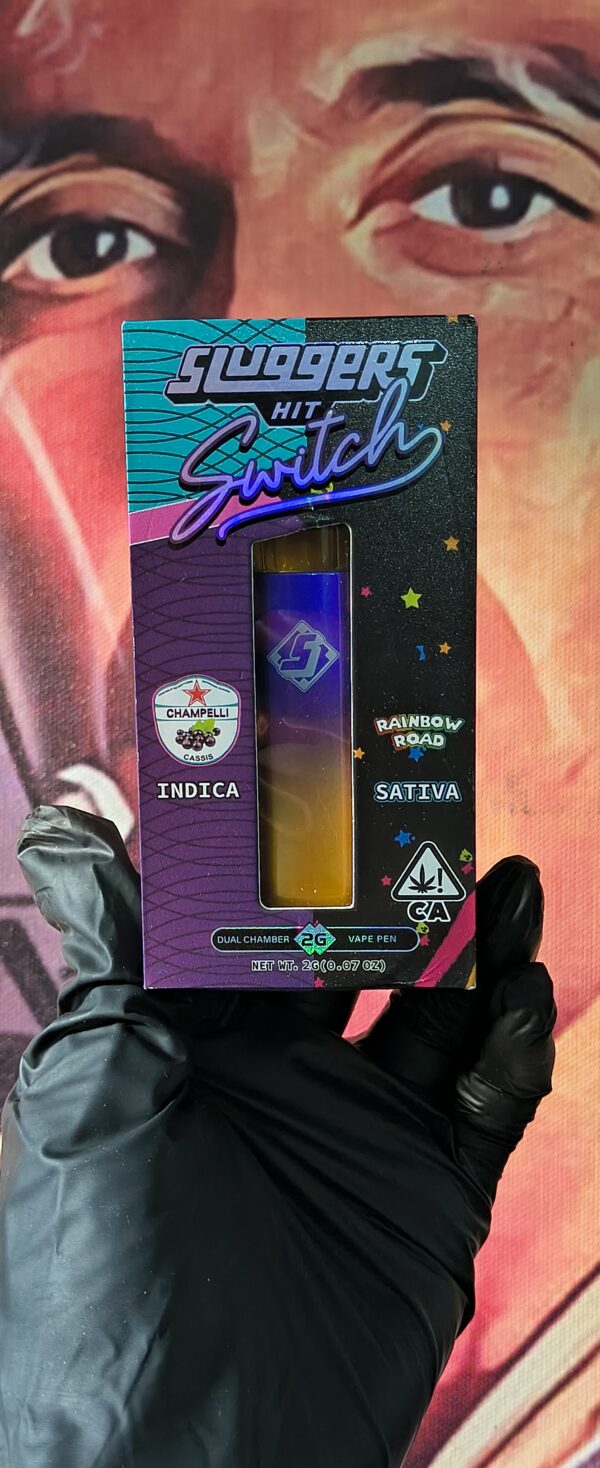 SLUGGERS
HIT
Switch
CHAMPELLI
CASSIS
INDICA
RAINBOW
ROAD
SATIVA
CA
DUAL CHAMBER 2G VAPE PEN
NET WT. 2G(0.07 OZ)